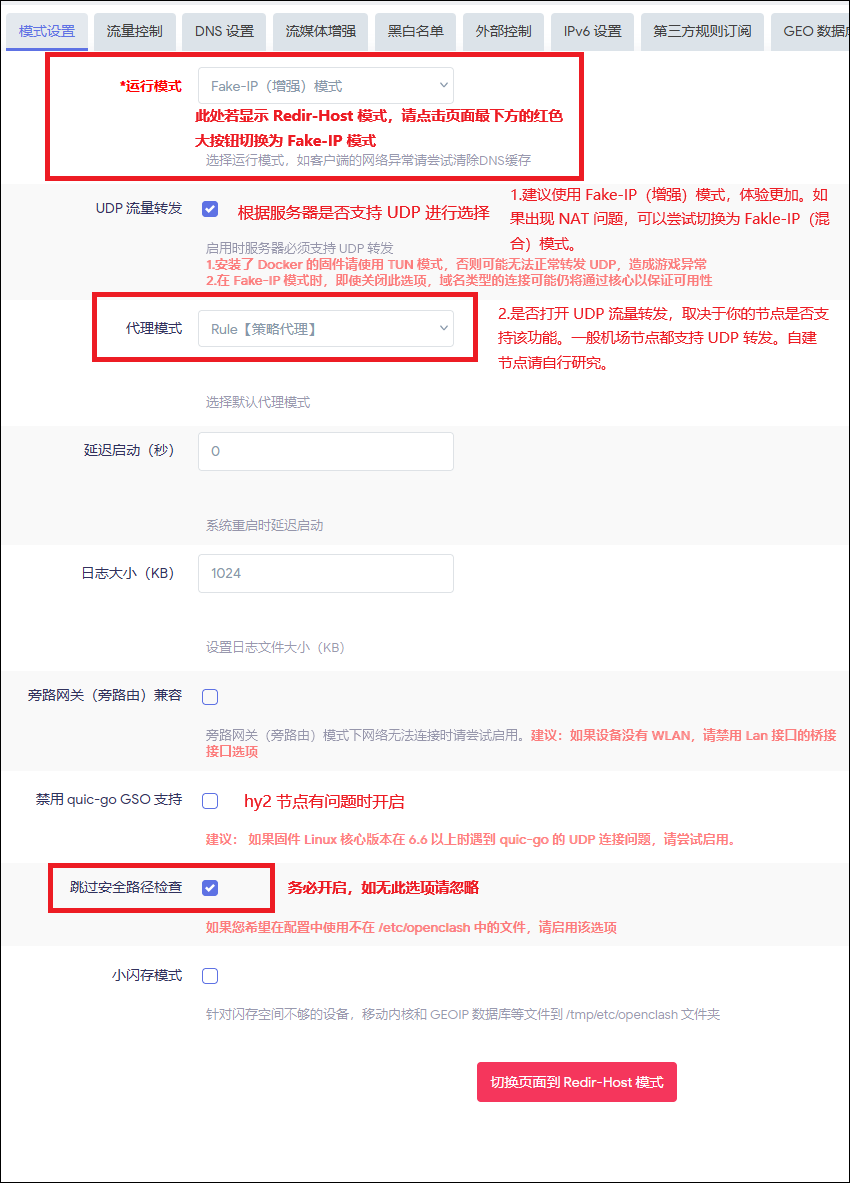 模式设置 流量控制 DNS 设置 流媒体增强 黑白名单 外部控制 IPv6 设置 第三方规则订阅 GEO 数据
*运行模式 Fake-IP（增强）模式
此处若显示 Redir-Host 模式，请点击页面最下方的红色
大按钮切换为 Fake-IP 模式
选择运行模式，如客户端的网络异常请尝试清除DNS缓存
UDP 流量转发 根据服务器是否支持 UDP 进行选择
1.建议使用 Fake-IP（增强）模式，体验更加。如
果出现 NAT 问题，可以尝试切换为 Fakle-IP（混
合）模式。
启用时服务器必须支持 UDP 转发
1.安装了 Docker 的固件请使用 TUN 模式，否则可能无法正常转发 UDP，造成游戏异常
2.在 Fake-IP 模式时，即使关闭此选项，域名类型的连接可能仍将通过核心以保证可用性
代理模式 Rule【策略代理】
2.是否打开 UDP 流量转发，取决于你的节点是否支
持该功能。一般机场节点都支持 UDP 转发。自建
节点请自行研究。
选择默认代理模式
延迟启动（秒） 0
系统重启时延迟启动
日志大小（KB） 1024
设置日志文件大小（KB）
旁路网关（旁路由）兼容
旁路网关（旁路由）模式下网络无法连接时请尝试启用。建议：如果设备没有 WLAN，请禁用 Lan 接口的桥接
接口选项
禁用 quic-go GSO 支持 hy2 节点有问题时开启
建议： 如果固件 Linux 核心版本在 6.6 以上时遇到 quic-go 的 UDP 连接问题，请尝试启用。
跳过安全路径检查 务必开启，如无此选项请忽略
如果您希望在配置中使用不在 /etc/openclash 中的文件，请启用该选项
小闪存模式
针对闪存空间不够的设备，移动内核和 GEOIP 数据库等文件到 /tmp/etc/openclash 文件夹
切换页面到 Redir-Host 模式